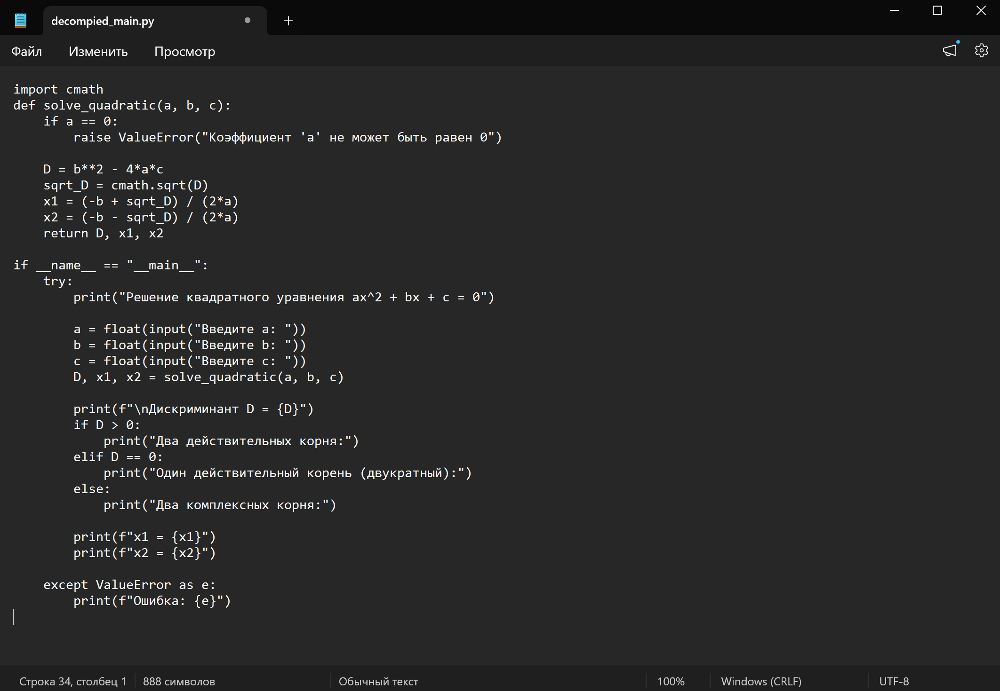 decompied_main.py
Файл Изменить Просмотр
import cmath
def solve_quadratic(a, b, c):
    if a == 0:
        raise ValueError("Коэффициент 'a' не может быть равен 0")

    D = b**2 - 4*a*c
    sqrt_D = cmath.sqrt(D)
    x1 = (-b + sqrt_D) / (2*a)
    x2 = (-b - sqrt_D) / (2*a)
    return D, x1, x2

if __name__ == "__main__":
    try:
        print("Решение квадратного уравнения ax^2 + bx + c = 0")

        a = float(input("Введите a: "))
        b = float(input("Введите b: "))
        c = float(input("Введите c: "))
        D, x1, x2 = solve_quadratic(a, b, c)

        print(f"\nДискриминант D = {D}")
        if D > 0:
            print("Два действительных корня:")
        elif D == 0:
            print("Один действительный корень (двукратный):")
        else:
            print("Два комплексных корня:")

        print(f"x1 = {x1}")
        print(f"x2 = {x2}")

    except ValueError as e:
        print(f"Ошибка: {e}")
Строка 34, столбец 1 888 символов Обычный текст 100% Windows (CRLF) UTF-8